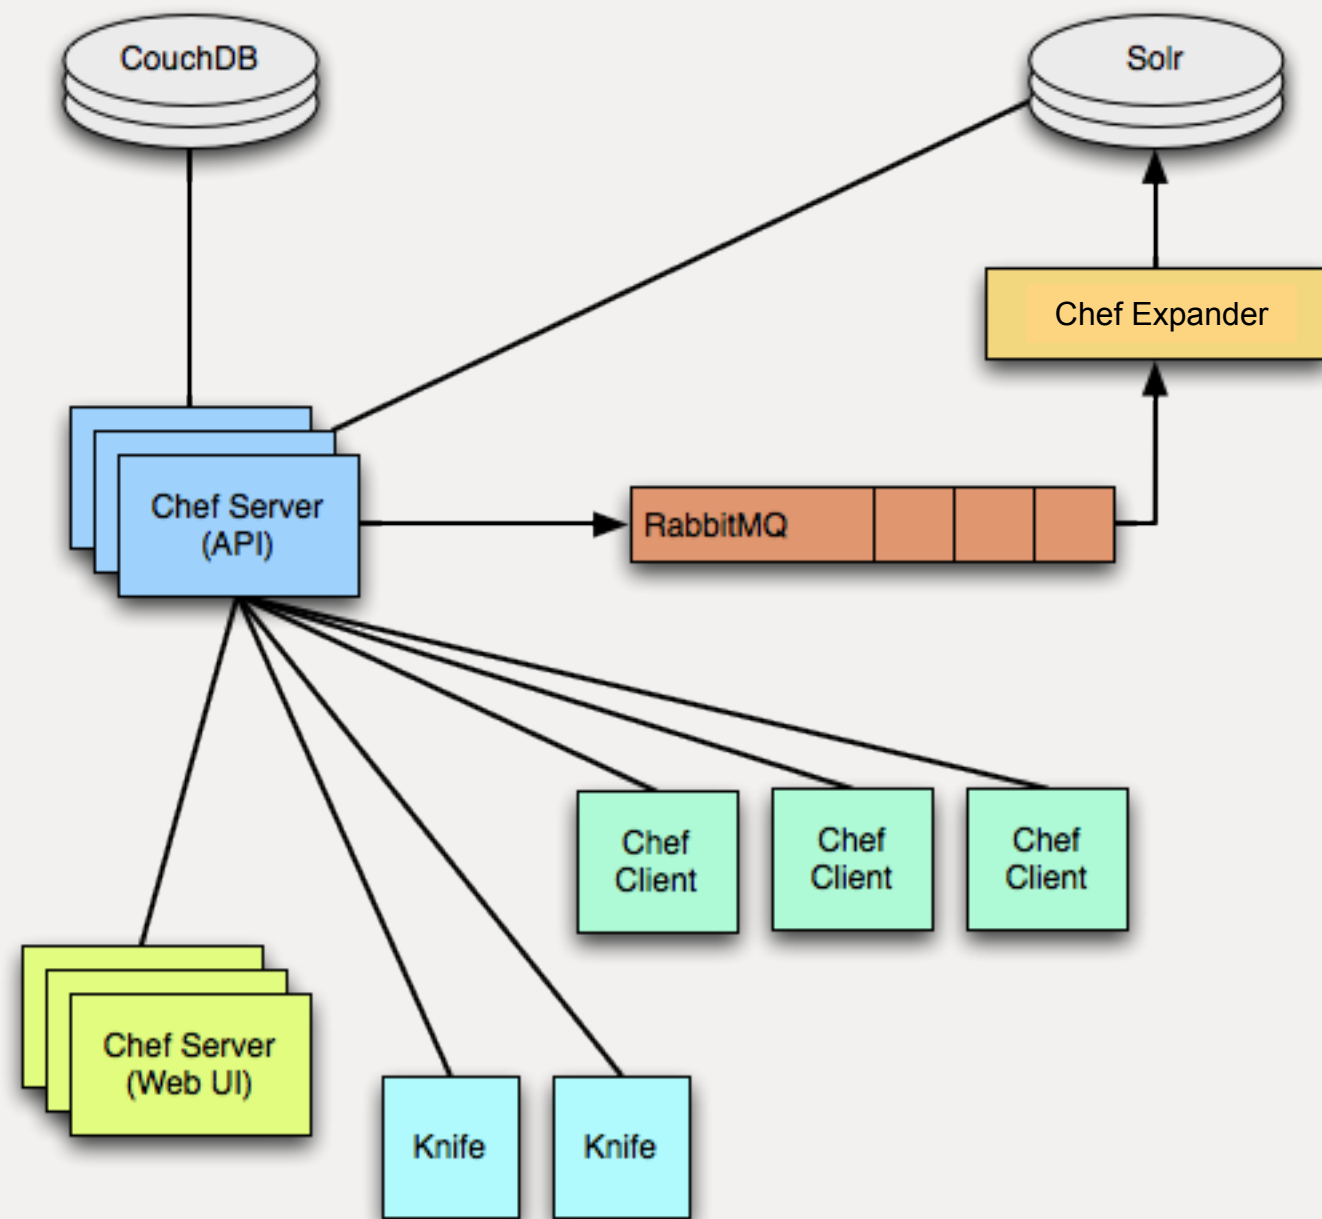 CouchDB
Solr
Chef Expander
Chef Server
(API)
RabbitMQ
Chef
Client
Chef
Client
Chef
Client
Chef Server
(Web UI)
Knife
Knife